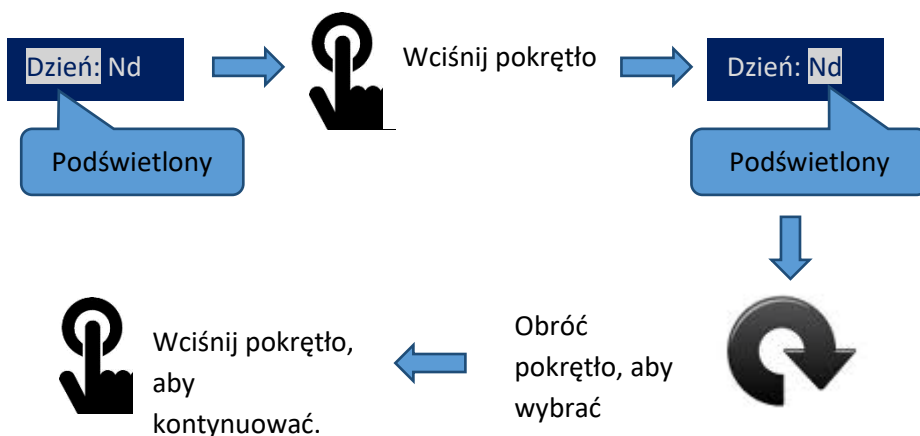 Dzień: Nd
Wciśnij pokrętło
Dzień: Nd
Podświetlony
Podświetlony
Obróć
pokrętło, aby
wybrać
Wciśnij pokrętło,
aby
kontynuować.